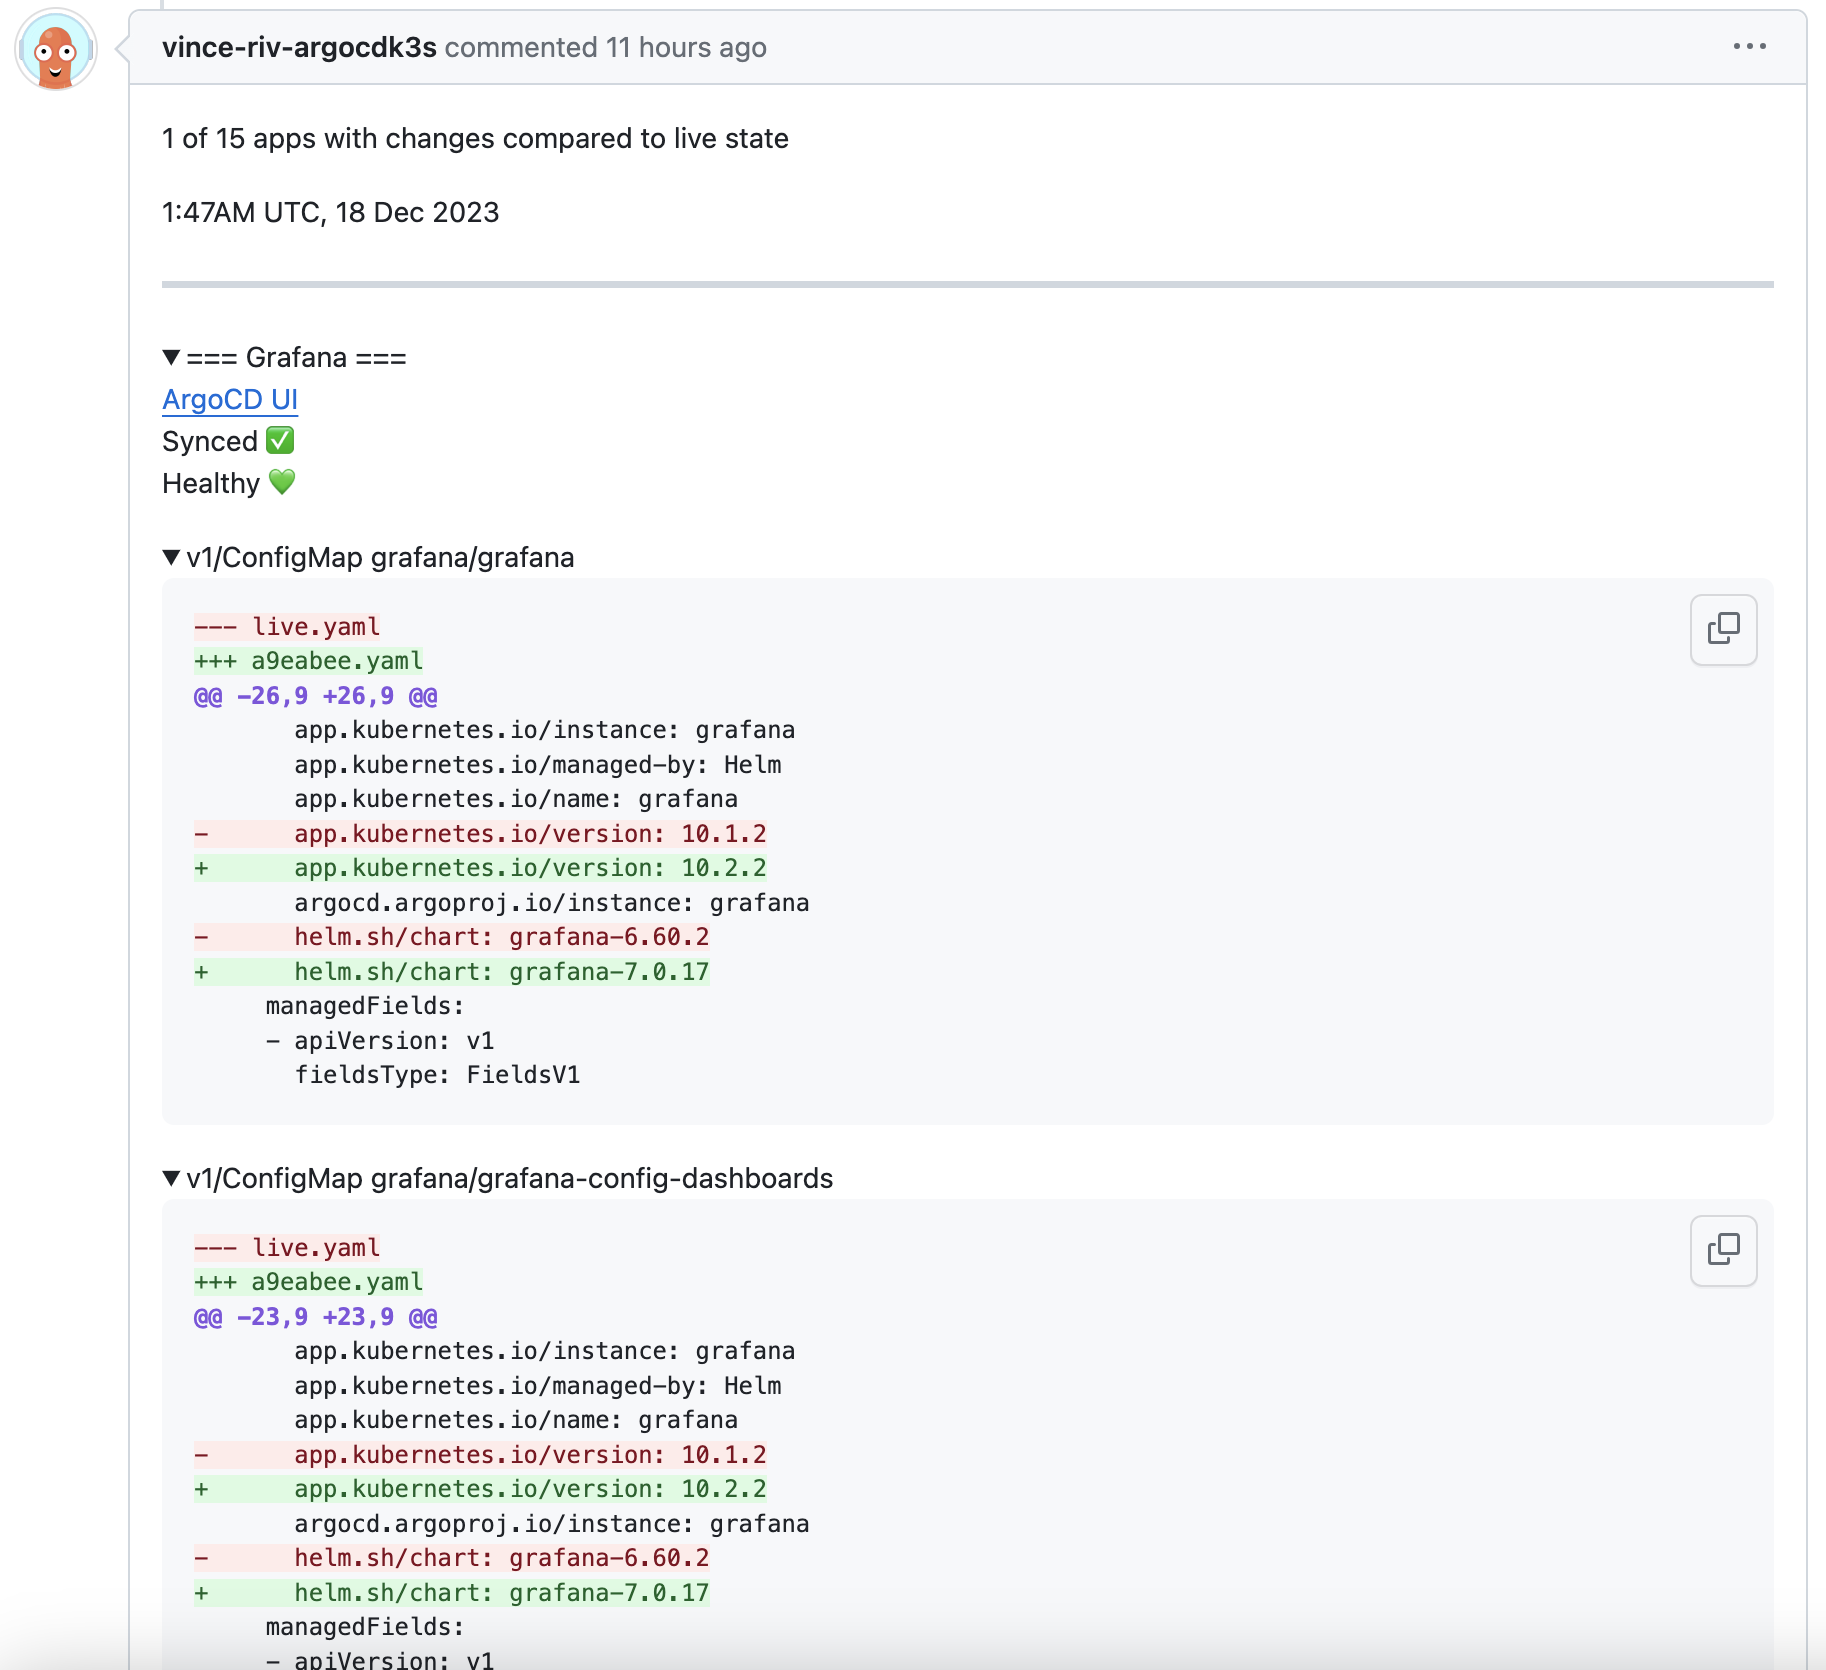 vince-riv-argocdk3s commented 11 hours ago
1 of 15 apps with changes compared to live state
1:47AM UTC, 18 Dec 2023
▼ === Grafana ===
ArgoCD UI
Synced ✅
Healthy 💚
▼ v1/ConfigMap grafana/grafana
--- live.yaml
+++ a9eabee.yaml
@@ -26,9 +26,9 @@
       app.kubernetes.io/instance: grafana
       app.kubernetes.io/managed-by: Helm
       app.kubernetes.io/name: grafana
-      app.kubernetes.io/version: 10.1.2
+      app.kubernetes.io/version: 10.2.2
       argocd.argoproj.io/instance: grafana
-      helm.sh/chart: grafana-6.60.2
+      helm.sh/chart: grafana-7.0.17
     managedFields:
     - apiVersion: v1
       fieldsType: FieldsV1
▼ v1/ConfigMap grafana/grafana-config-dashboards
--- live.yaml
+++ a9eabee.yaml
@@ -23,9 +23,9 @@
       app.kubernetes.io/instance: grafana
       app.kubernetes.io/managed-by: Helm
       app.kubernetes.io/name: grafana
-      app.kubernetes.io/version: 10.1.2
+      app.kubernetes.io/version: 10.2.2
       argocd.argoproj.io/instance: grafana
-      helm.sh/chart: grafana-6.60.2
+      helm.sh/chart: grafana-7.0.17
     managedFields:
     - apiVersion: v1